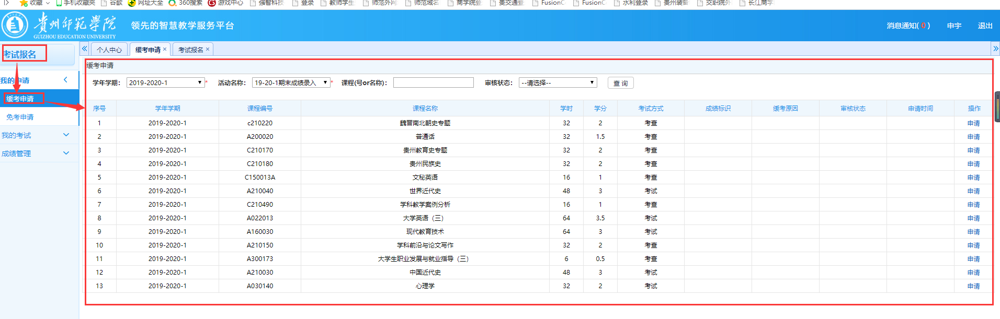 收藏 手机收藏夹 谷歌 网址大全 360搜索 游戏中心 强智科技 登录 教师学生 师范外网 师范域名 商学院登 贵交通登 FusionC FusionC 水利登录 贵州装备 交职院外 长江商学
貴州师範學院
GUIZHOU EDUCATION UNIVERSITY
领先的智慧教学服务平台
消息通知( 0 ) 申宇 退出
考试报名
个人中心 缓考申请 × 考试报名 ×
我的申请
缓考申请
免考申请
我的考试
成绩管理
缓考申请
学年学期: 2019-2020-1 * 活动名称: 19-20-1期末成绩录入 * 课程(号or名称): 审核状态: --请选择-- 查 询
序号 学年学期 课程编号 课程名称 学时 学分 考试方式 成绩标识 缓考原因 审核状态 申请时间 操作
1 2019-2020-1 c210220 魏晋南北朝史专题 32 2 考查 申请
2 2019-2020-1 A200020 普通话 32 1.5 考查 申请
3 2019-2020-1 C210170 贵州教育史专题 32 2 考查 申请
4 2019-2020-1 C210180 贵州民族史 32 2 考查 申请
5 2019-2020-1 C150013A 文秘英语 16 1 考查 申请
6 2019-2020-1 A210040 世界近代史 48 3 考试 申请
7 2019-2020-1 C210490 学科教学案例分析 16 1 考查 申请
8 2019-2020-1 A022013 大学英语（三） 64 3.5 考试 申请
9 2019-2020-1 A160030 现代教育技术 64 3 考试 申请
10 2019-2020-1 A210150 学科前沿与论文写作 32 2 考查 申请
11 2019-2020-1 A300173 大学生职业发展与就业指导（三） 6 0.5 考查 申请
12 2019-2020-1 A210030 中国近代史 48 3 考试 申请
13 2019-2020-1 A030140 心理学 32 2 考试 申请